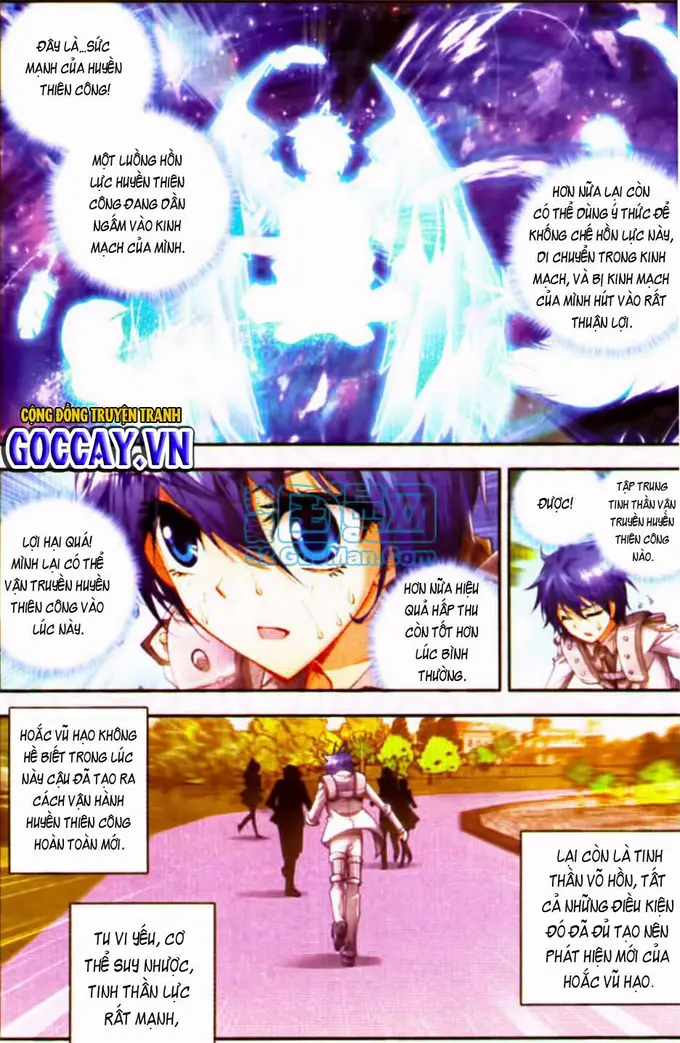 ĐÂY LÀ...SỨC
MẠNH CỦA HUYỀN
THIÊN CÔNG!
MỘT LUỒNG HỒN
LỰC HUYỀN THIÊN
CÔNG ĐANG DẦN
NGẤM VÀO KINH
MẠCH CỦA MÌNH.
HƠN NỮA LẠI CÒN
CÓ THỂ DÙNG Ý THỨC ĐỂ
KHỐNG CHẾ HỒN LỰC NÀY,
DI CHUYỂN TRONG KINH
MẠCH, VÀ BỊ KINH MẠCH
CỦA MÌNH HÚT VÀO RẤT
THUẬN LỢI.
CỘNG ĐỒNG TRUYỆN TRANH
GOCCAY.VN
LỢI HẠI QUÁ!
MÌNH LẠI CÓ THỂ
VẬN TRUYỀN HUYỀN
THIÊN CÔNG VÀO
LÚC NÀY.
HƠN NỮA HIỆU
QUẢ HẤP THU
CÒN TỐT HƠN
LÚC BÌNH
THƯỜNG.
ĐƯỢC!
TẬP TRUNG
TINH THẦN VẬN
TRUYỀN HUYỀN
THIÊN CÔNG
NÀO.
HOẮC VŨ HẠO KHÔNG
HỀ BIẾT TRONG LÚC
NÀY CẬU ĐÃ TẠO RA
CÁCH VẬN HÀNH
HUYỀN THIÊN CÔNG
HOÀN TOÀN MỚI.
TU VI YẾU, CƠ
THỂ SUY NHƯỢC,
TINH THẦN LỰC
RẤT MẠNH,
LẠI CÒN LÀ TINH
THẦN VÕ HỒN, TẤT
CẢ NHỮNG ĐIỀU KIỆN
ĐÓ ĐÃ ĐỦ TẠO NÊN
PHÁT HIỆN MỚI CỦA
HOẮC VŨ HẠO.